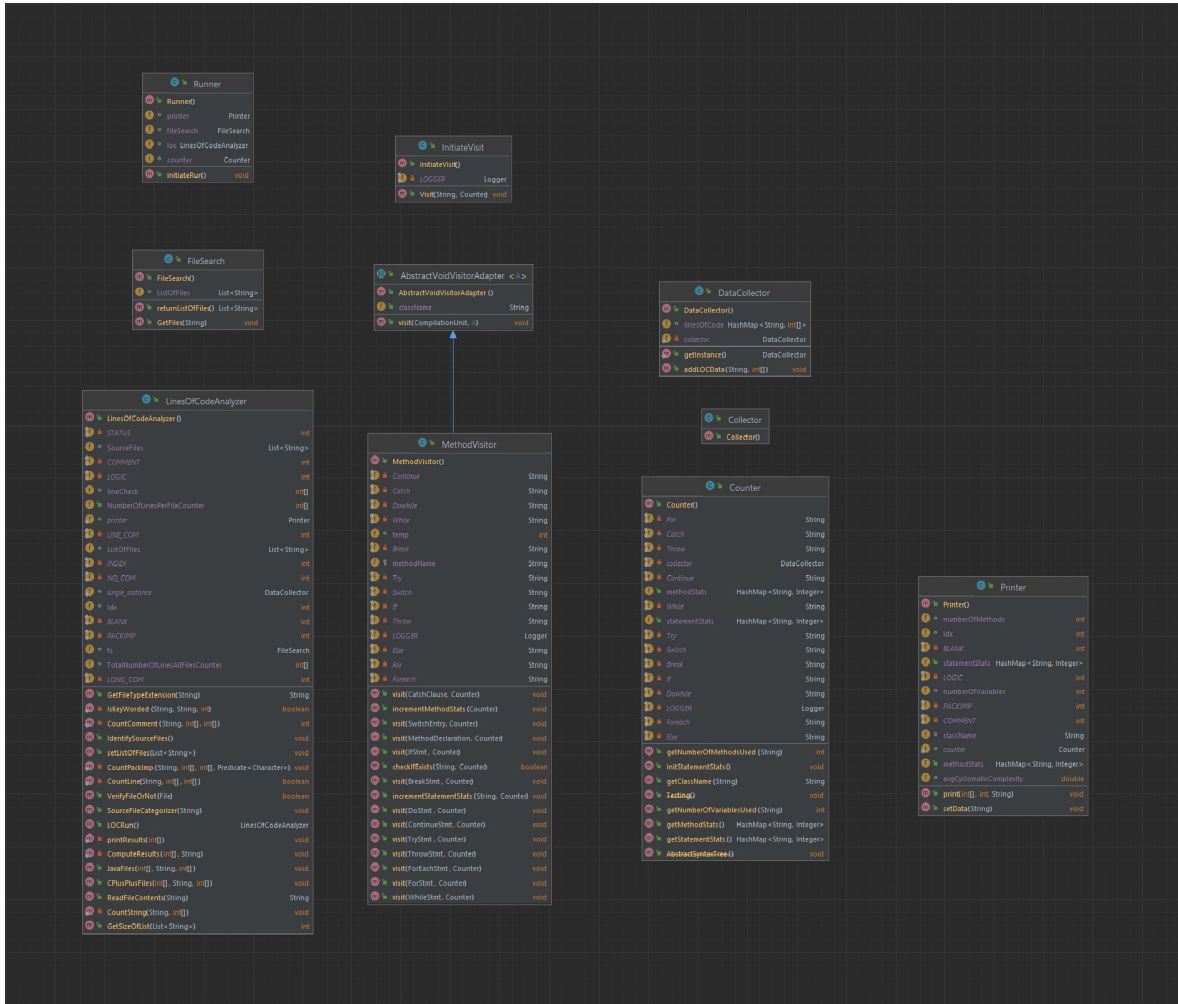 Runner
Runner()
printer Printer
fileSearch FileSearch
loc LinesOfCodeAnalyzer
counter Counter
initiateRur() void
InitiateVisit
InitiateVisit()
LOGGER Logger
Visit(String, Counter) void
FileSearch
FileSearch()
ListOfFiles List<String>
returnListOfFiles() List<String>
GetFiles(String) void
AbstractVoidVisitorAdapter <A>
AbstractVoidVisitorAdapter ()
className String
visit(CompilationUnit, A) void
DataCollector
DataCollector()
linesOfCode HashMap <String, int[]>
collector DataCollector
getInstance() DataCollector
addLOCData(String, int[]) void
LinesOfCodeAnalyzer
LinesOfCodeAnalyzer ()
STATUS int
SourceFiles List<String>
COMMENT int
LOGIC int
lineCheck int[]
NumberOfLinesPerFileCounter int[]
printer Printer
LINE_COM int
ListOfFiles List<String>
INDEX int
NO_COM int
single_instance DataCollector
idx int
BLANK int
PACKIMP int
fs FileSearch
TotalNumberOfLinesAllFilesCounter int[]
LONG_COM int
GetFileTypeExtension(String) String
IsKeyWorded (String, String, int) boolean
CountComment (String, int[], int[]) int
IdentifySourceFiles() void
setListOfFiles(List<String>) void
CountPackImp (String, int[], int[], Predicate<Character>) void
CountLine(String, int[], int[]) boolean
VerifyFileOrNot(File) boolean
SourceFileCategorizer(String) void
LOCRun() LinesOfCodeAnalyzer
printResults(int[]) void
ComputeResults(int[], String) void
JavaFiles(int[], String, int[]) void
CPlusPlusFiles(int[], String, int[]) void
ReadFileContents(String) String
CountString(String, int[]) void
GetSizeOfList(List<String>) int
MethodVisitor
MethodVisitor()
Continue String
Catch String
Dowhile String
While String
temp int
Break String
methodName String
Try String
Switch String
If String
Throw String
LOGGER Logger
Else String
For String
Foreach String
visit(CatchClause, Counter) void
incrementMethodStats(Counter) void
visit(SwitchEntry, Counter) void
visit(MethodDeclaration, Counter) void
visit(IfStmt , Counter) void
checkIfExists(String, Counter) boolean
visit(BreakStmt , Counter) void
incrementStatementStats (String, Counter) void
visit(DoStmt , Counter) void
visit(ContinueStmt, Counter) void
visit(TryStmt , Counter) void
visit(ThrowStmt, Counter) void
visit(ForEachStmt , Counter) void
visit(ForStmt , Counter) void
visit(WhileStmt , Counter) void
Collector
Collector()
Counter
Counter()
For String
Catch String
Throw String
collector DataCollector
Continue String
methodStats HashMap <String, Integer>
While String
statementStats HashMap <String, Integer>
Try String
Switch String
Break String
If String
Dowhile String
LOGGER Logger
Foreach String
Else String
getNumberOfMethodsUsed (String) int
initStatementStats() void
getClassName (String) String
Testing() void
getNumberOfVariablesUsed (String) int
getMethodStats () HashMap <String, Integer>
getStatementStats () HashMap <String, Integer>
AbstractSyntaxTree () void
Printer
Printer()
numberOfMethods int
idx int
BLANK int
statementStats HashMap <String, Integer>
LOGIC int
numberOfVariables int
PACKIMP int
COMMENT int
className String
counter Counter
methodStats HashMap <String, Integer>
avgCyclomaticComplexity double
print(int[], int, String) void
setData(String) void